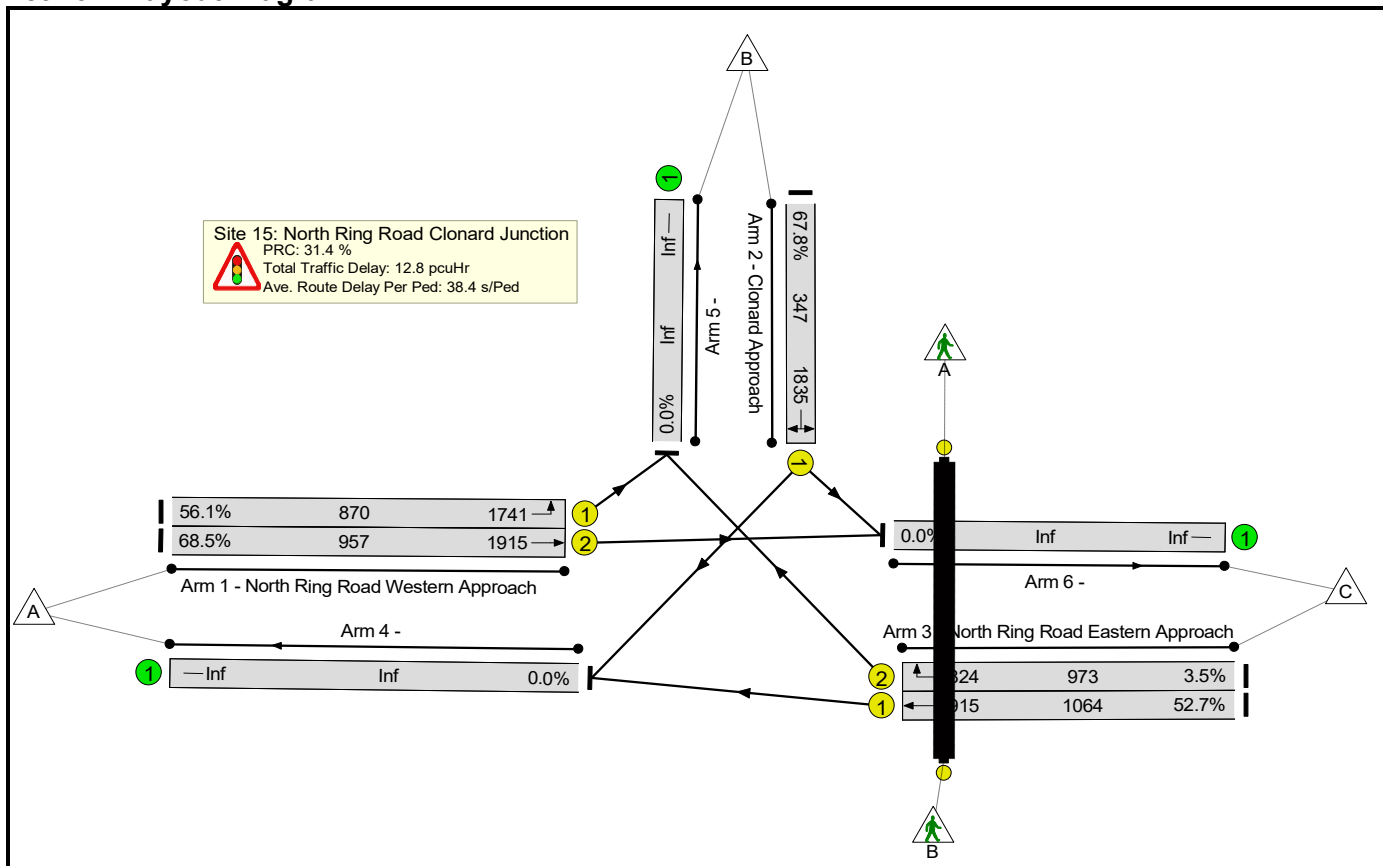 B
Site 15: North Ring Road Clonard Junction
PRC: 31.4 %
Total Traffic Delay: 12.8 pcuHr
Ave. Route Delay Per Ped: 38.4 s/Ped
1
Inf
Inf
0.0%
Arm 5 -
Arm 2 - Clonard Approach
67.8% 347 1835
1
A
56.1% 870 1741 1
68.5% 957 1915 2
Arm 1 - North Ring Road Western Approach
0.0% Inf Inf 1
Arm 6 -
A
C
Arm 4 -
1 Inf Inf 0.0%
Arm 3 North Ring Road Eastern Approach
2 324 973 3.5%
1 915 1064 52.7%
B